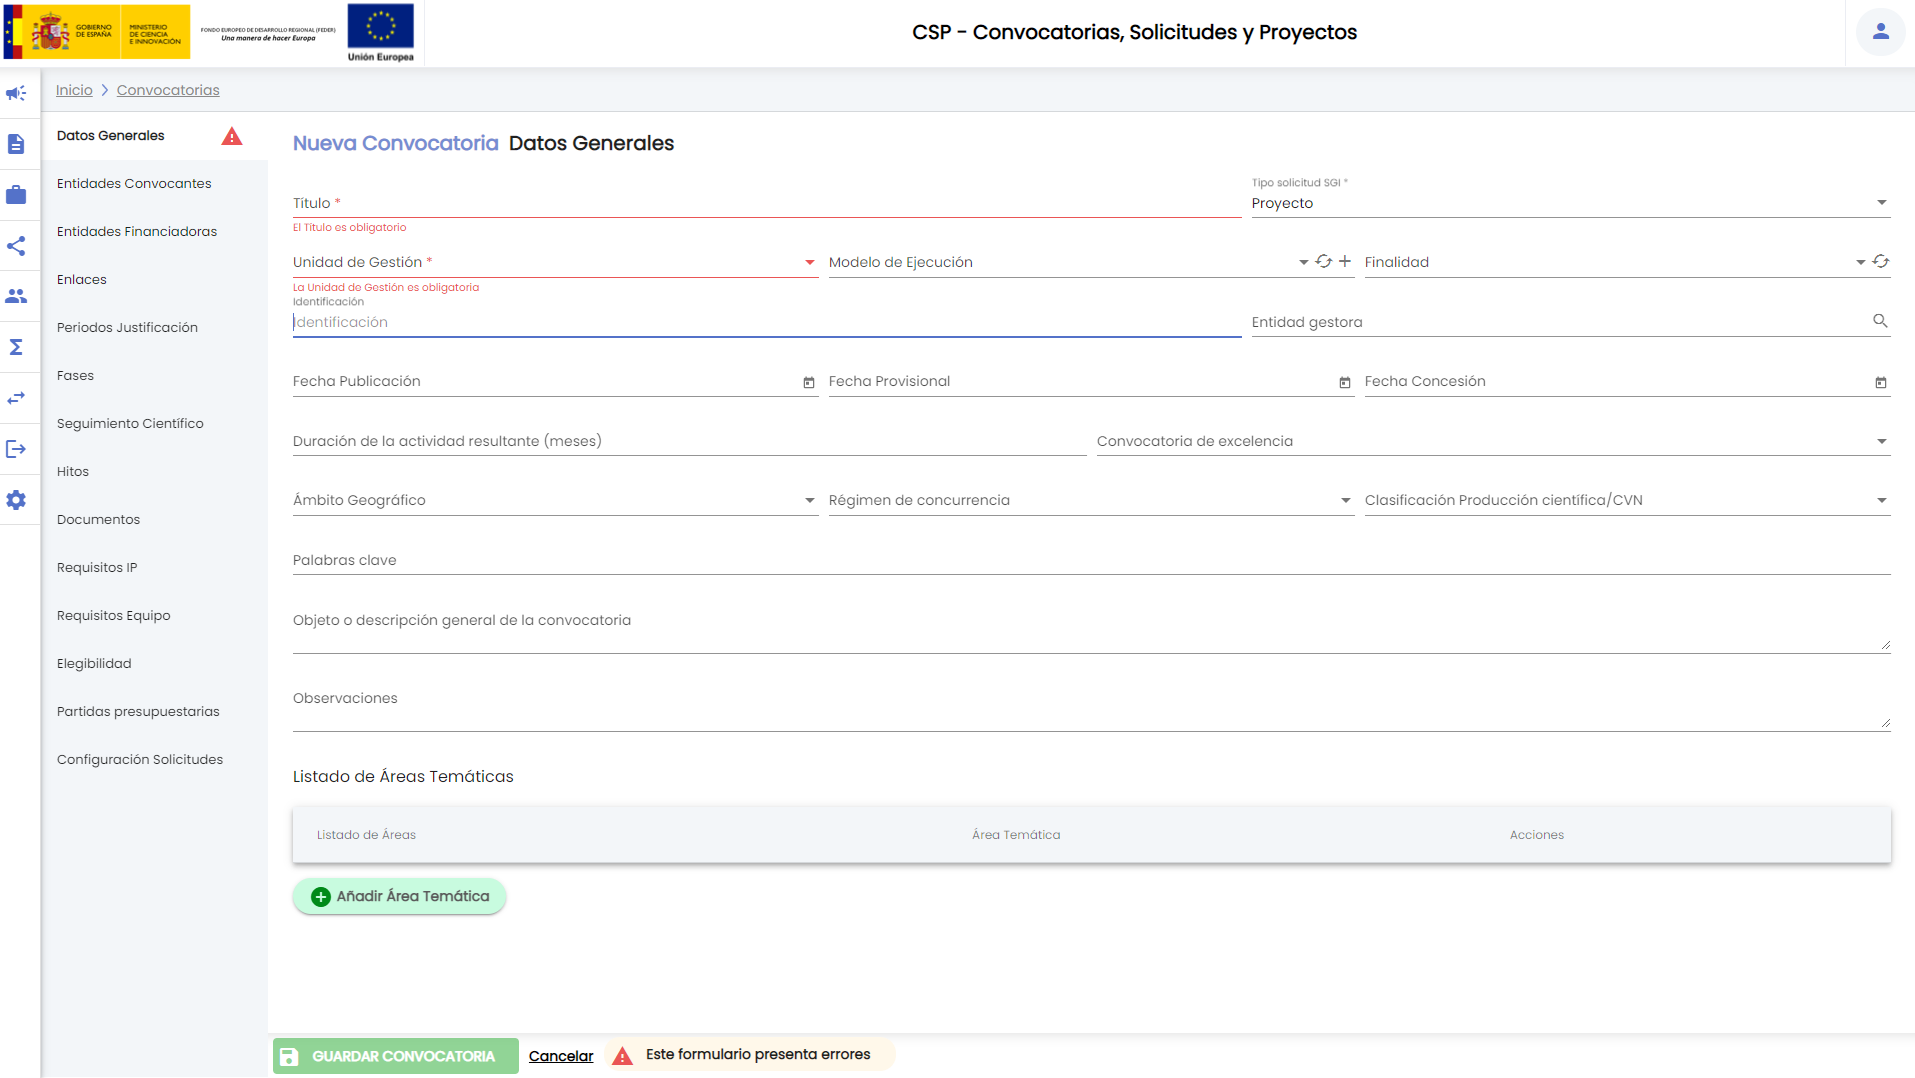 GOBIERNO DE ESPAÑA
MINISTERIO DE CIENCIA E INNOVACIÓN
FONDO EUROPEO DE DESARROLLO REGIONAL (FEDER)
Una manera de hacer Europa
Unión Europea
CSP - Convocatorias, Solicitudes y Proyectos
Inicio > Convocatorias
Datos Generales
Entidades Convocantes
Entidades Financiadoras
Enlaces
Periodos Justificación
Fases
Seguimiento Científico
Hitos
Documentos
Requisitos IP
Requisitos Equipo
Elegibilidad
Partidas presupuestarias
Configuración Solicitudes
Nueva Convocatoria Datos Generales
Tipo solicitud SGI *
Título * Proyecto
El Título es obligatorio
Unidad de Gestión * Modelo de Ejecución Finalidad
La Unidad de Gestión es obligatoria
Identificación
Identificación Entidad gestora
Fecha Publicación Fecha Provisional Fecha Concesión
Duración de la actividad resultante (meses) Convocatoria de excelencia
Ámbito Geográfico Régimen de concurrencia Clasificación Producción científica/CVN
Palabras clave
Objeto o descripción general de la convocatoria
Observaciones
Listado de Áreas Temáticas
Listado de Áreas Área Temática Acciones
Añadir Área Temática
GUARDAR CONVOCATORIA Cancelar Este formulario presenta errores